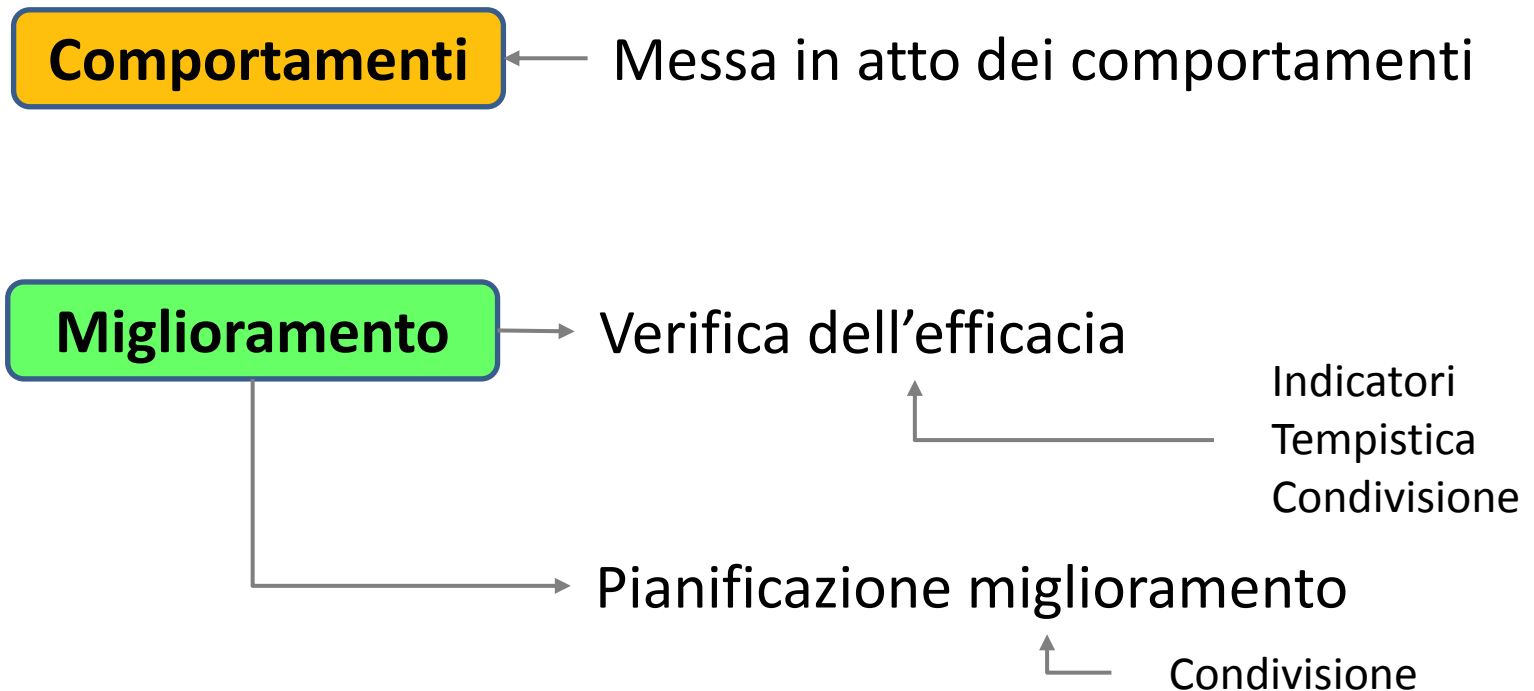 Comportamenti
Messa in atto dei comportamenti
Miglioramento
Verifica dell’efficacia
Indicatori
Tempistica
Condivisione
Pianificazione miglioramento
Condivisione